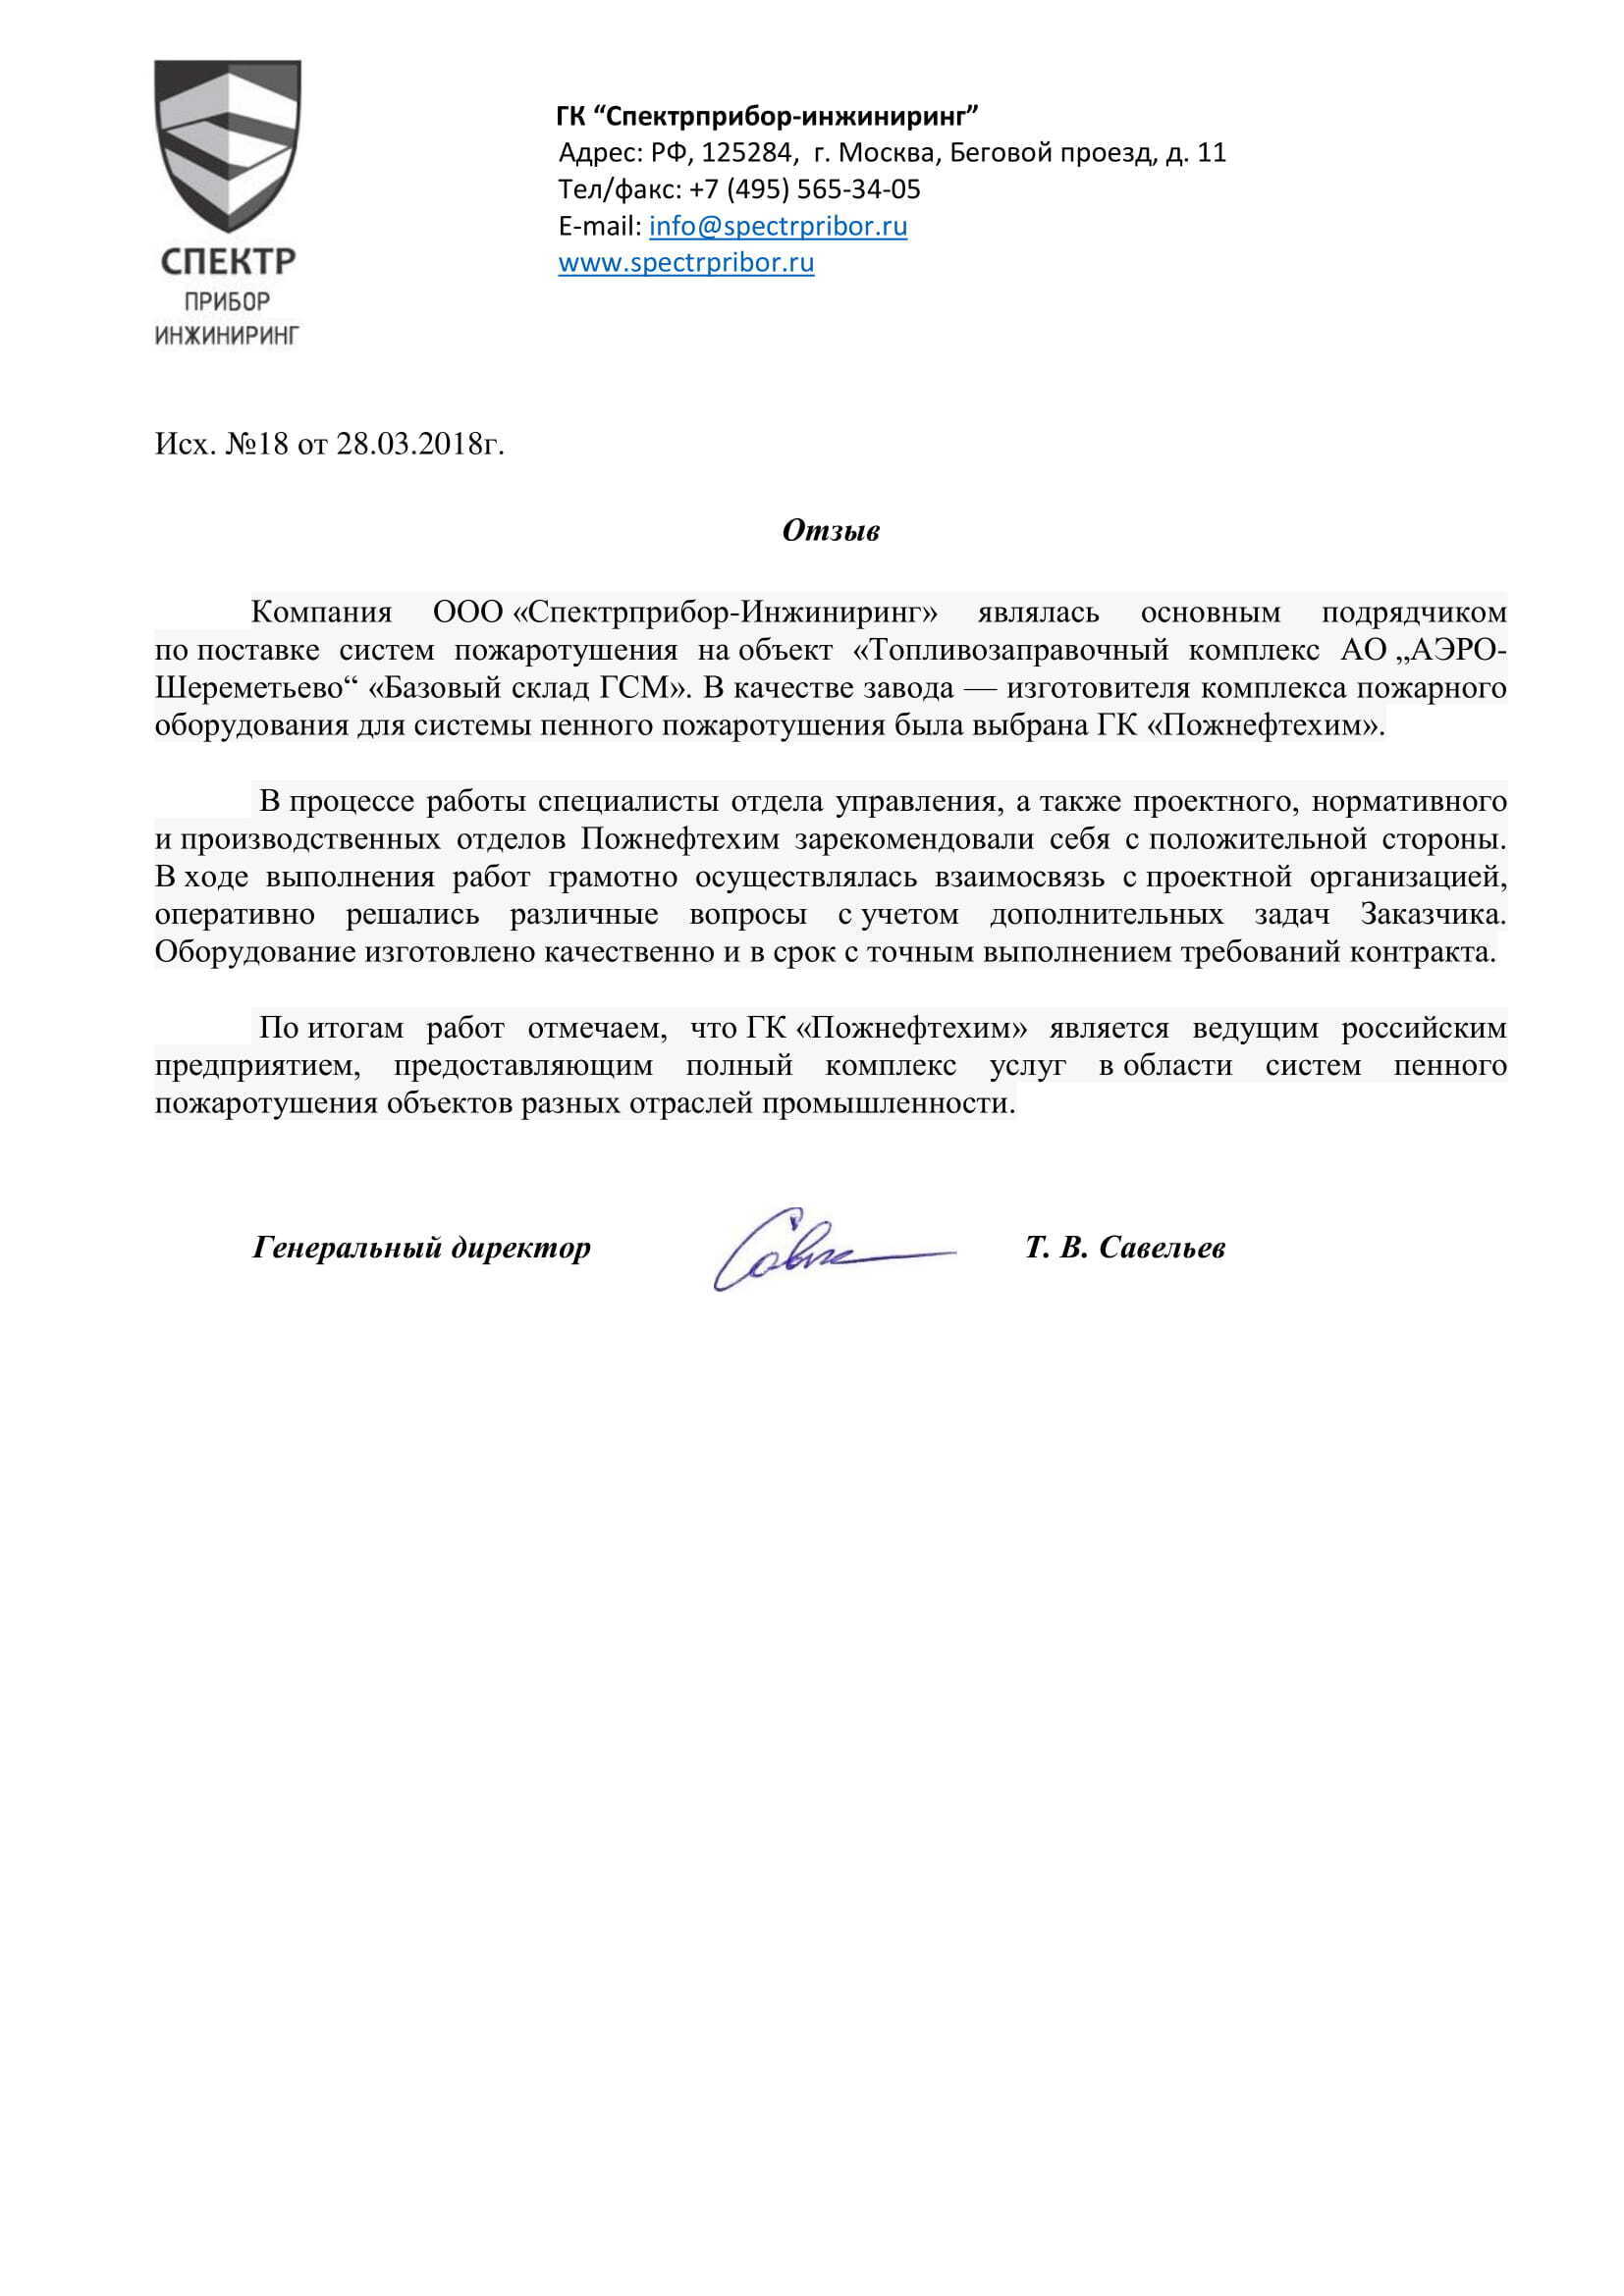 СПЕКТР
ПРИБОР
ИНЖИНИРИНГ
ГК “Спектрприбор-инжиниринг”
Адрес: РФ, 125284, г. Москва, Беговой проезд, д. 11
Тел/факс: +7 (495) 565-34-05
E-mail: info@spectrpribor.ru
www.spectrpribor.ru
Исх. №18 от 28.03.2018г.
Отзыв
Компания ООО «Спектрприбор-Инжиниринг» являлась основным подрядчиком
по поставке систем пожаротушения на объект «Топливозаправочный комплекс АО „АЭРО-
Шереметьево“ «Базовый склад ГСМ». В качестве завода — изготовителя комплекса пожарного
оборудования для системы пенного пожаротушения была выбрана ГК «Пожнефтехим».
В процессе работы специалисты отдела управления, а также проектного, нормативного
и производственных отделов Пожнефтехим зарекомендовали себя с положительной стороны.
В ходе выполнения работ грамотно осуществлялась взаимосвязь с проектной организацией,
оперативно решались различные вопросы с учетом дополнительных задач Заказчика.
Оборудование изготовлено качественно и в срок с точным выполнением требований контракта.
По итогам работ отмечаем, что ГК «Пожнефтехим» является ведущим российским
предприятием, предоставляющим полный комплекс услуг в области систем пенного
пожаротушения объектов разных отраслей промышленности.
Генеральный директор Т. В. Савельев